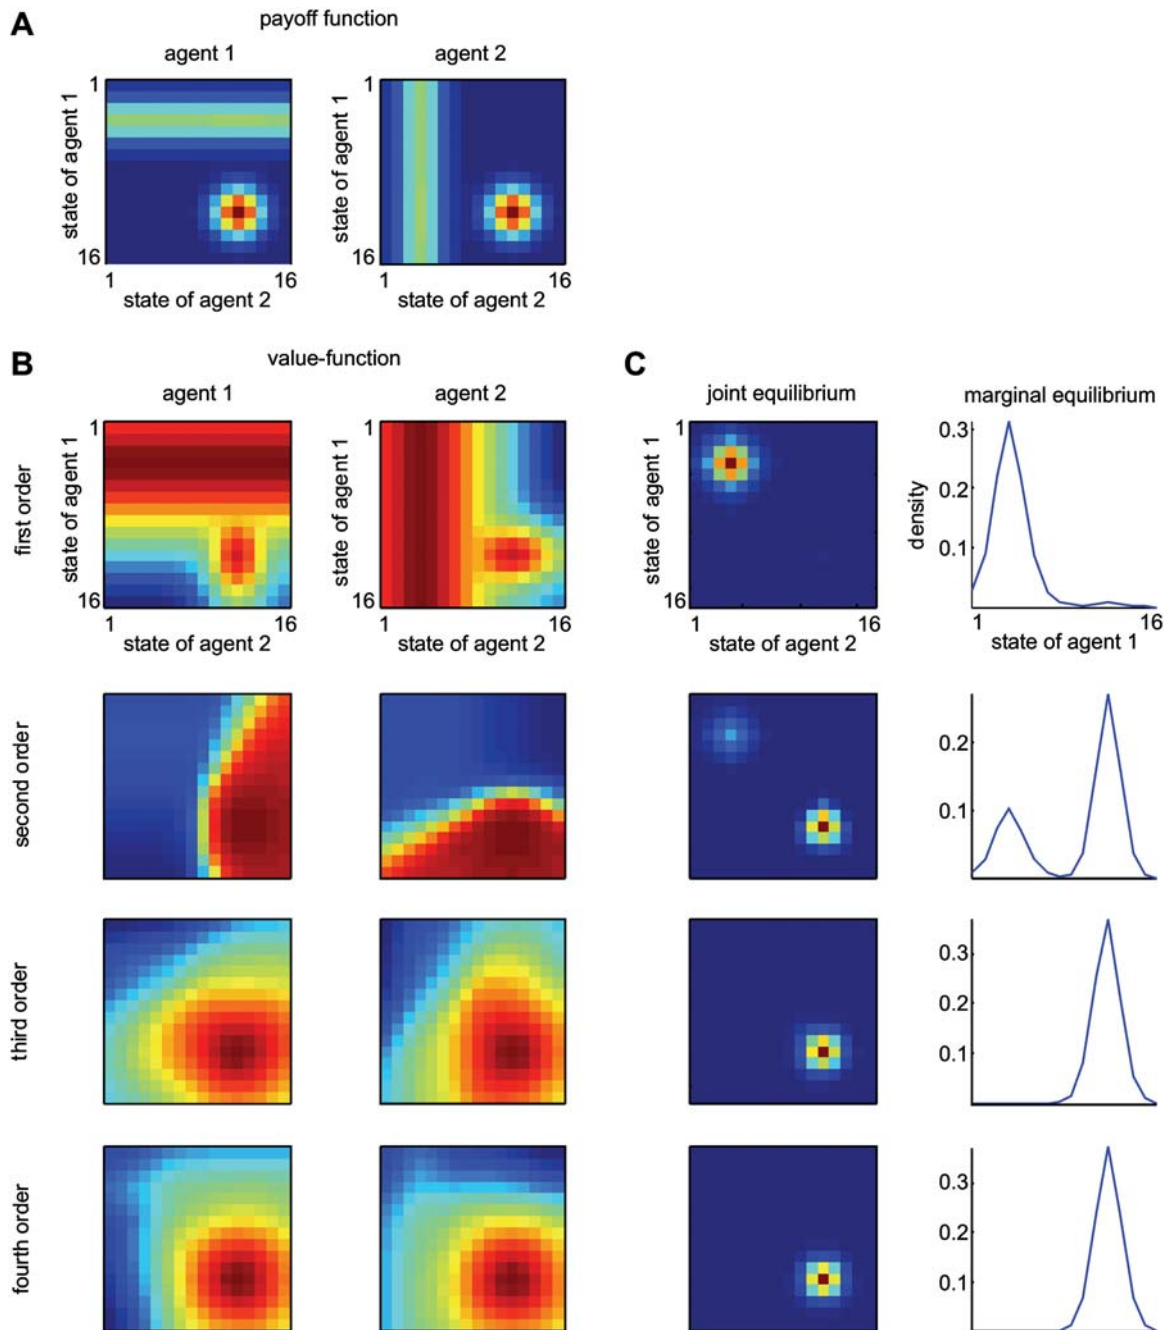 A
payoff function
agent 1
agent 2
1
state of agent 1
16
1
16
state of agent 2
1
state of agent 1
16
1
16
state of agent 2
B
value-function
agent 1
agent 2
C
joint equilibrium
marginal equilibrium
first order
1
state of agent 1
16
1
16
state of agent 2
1
state of agent 1
16
1
16
state of agent 2
1
state of agent 1
16
1
16
state of agent 2
0.3
0.2
0.1
density
1
16
state of agent 1
second order
0.2
0.1
third order
0.3
0.2
0.1
fourth order
0.3
0.2
0.1